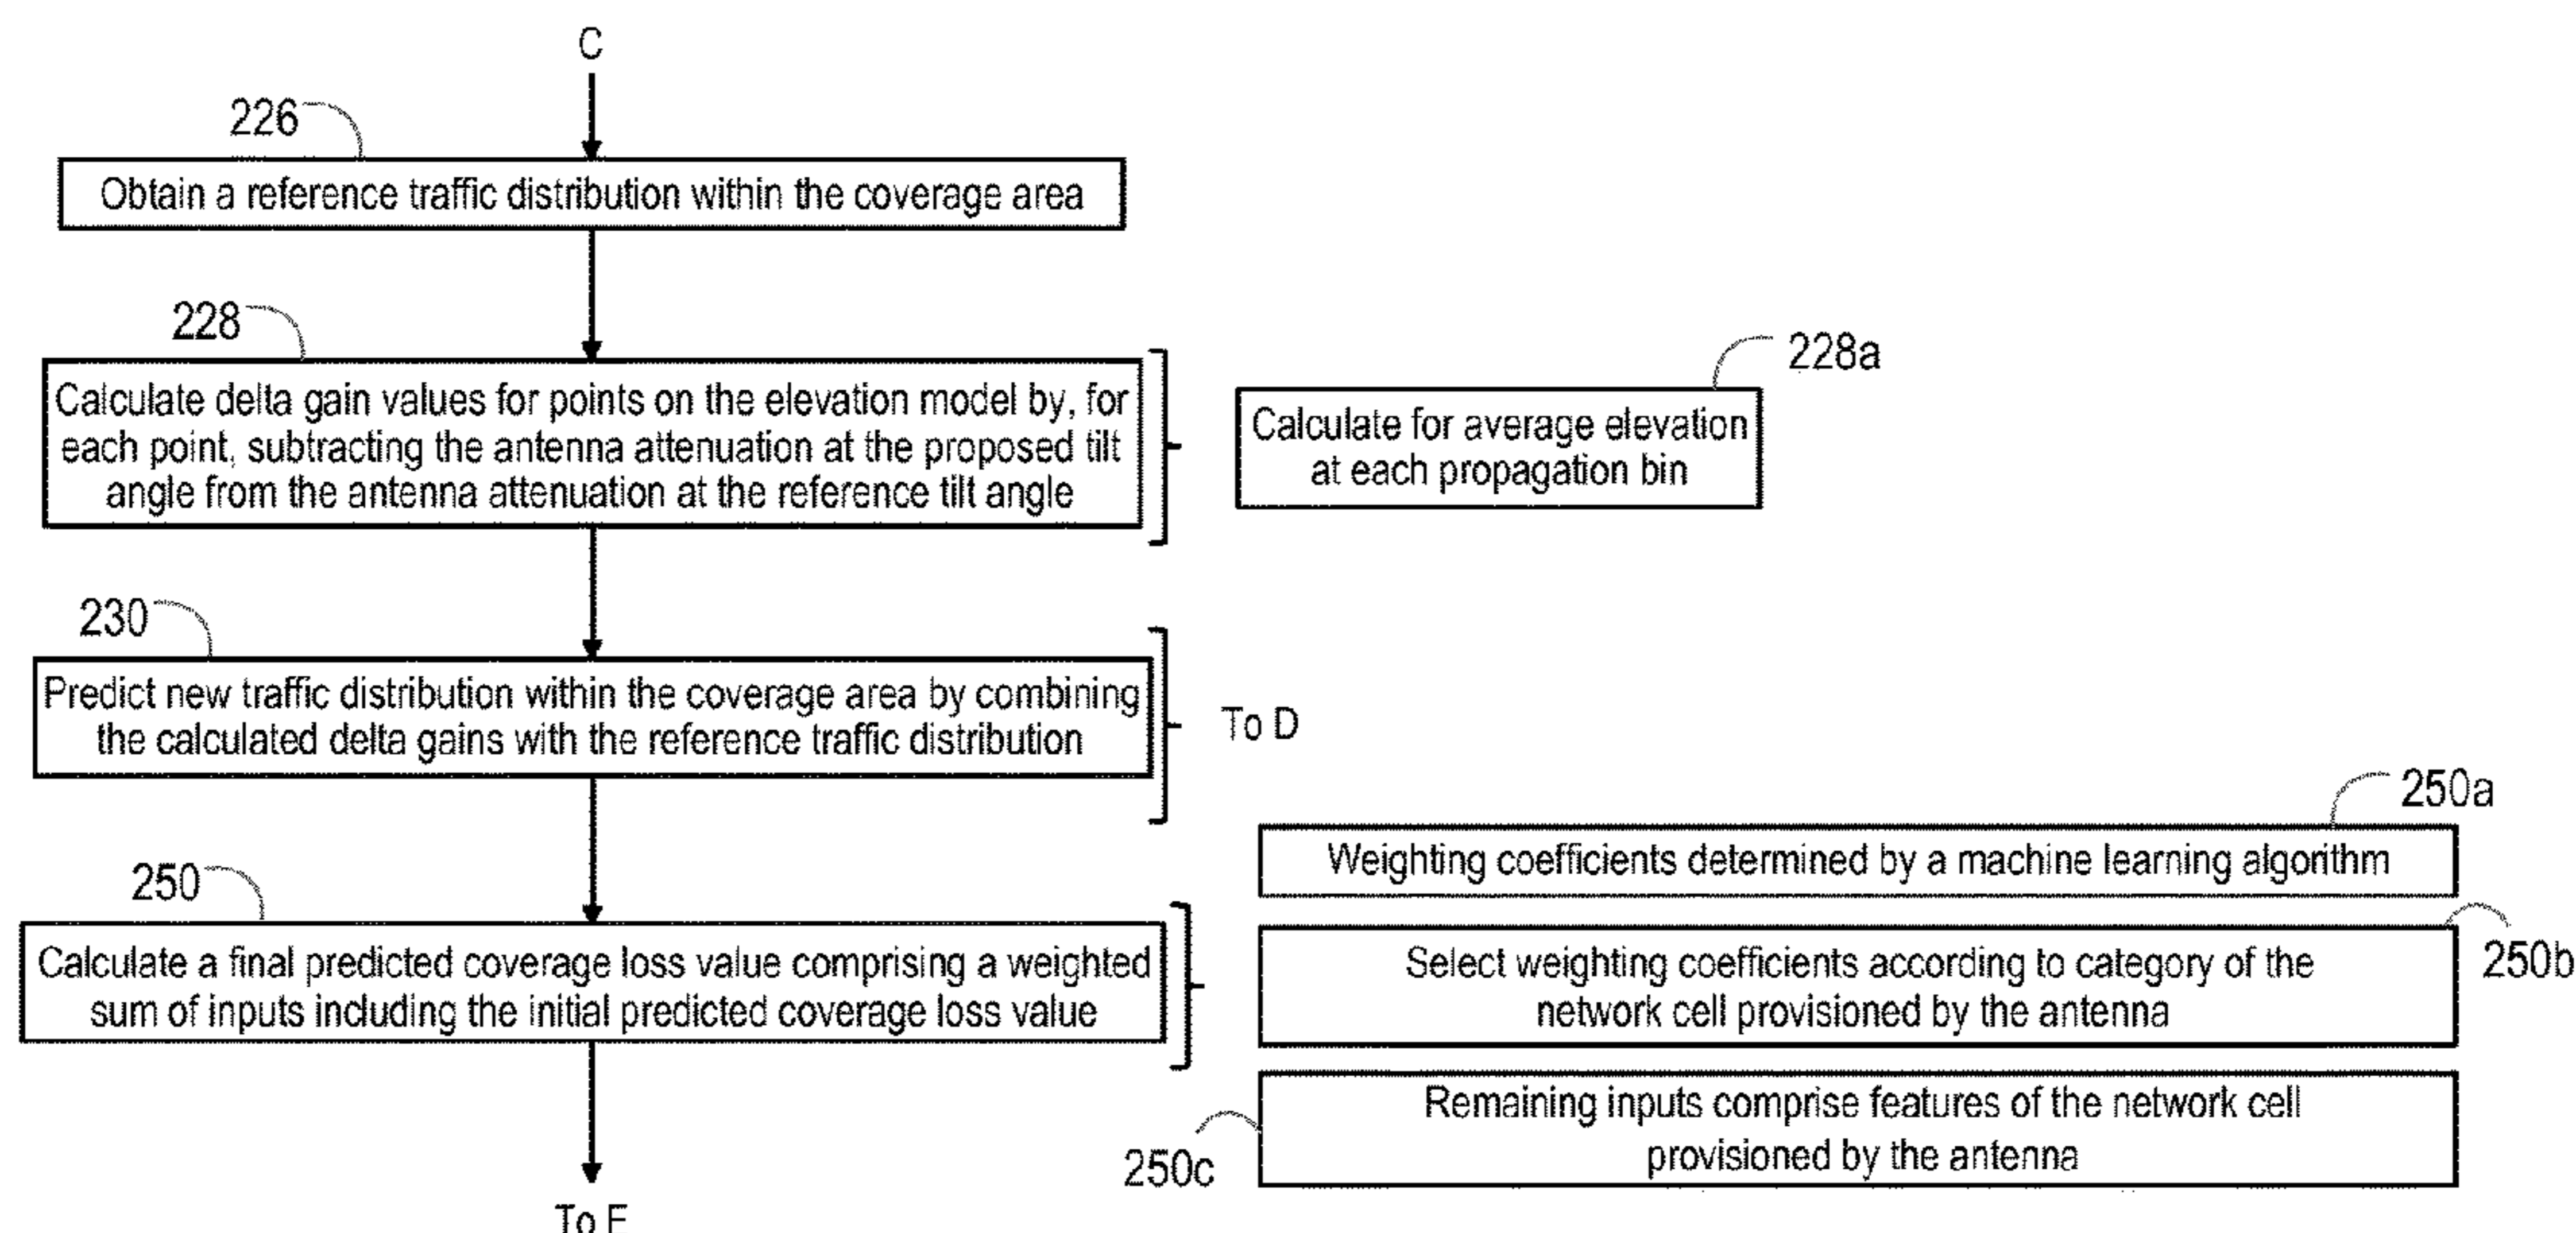 C
226
Obtain a reference traffic distribution within the coverage area
228
Calculate delta gain values for points on the elevation model by, for
each point, subtracting the antenna attenuation at the proposed tilt
angle from the antenna attenuation at the reference tilt angle
228a
Calculate for average elevation
at each propagation bin
230
Predict new traffic distribution within the coverage area by combining
the calculated delta gains with the reference traffic distribution
To D
250
Calculate a final predicted coverage loss value comprising a weighted
sum of inputs including the initial predicted coverage loss value
250a
Weighting coefficients determined by a machine learning algorithm
250b
Select weighting coefficients according to category of the
network cell provisioned by the antenna
250c
Remaining inputs comprise features of the network cell
provisioned by the antenna
To